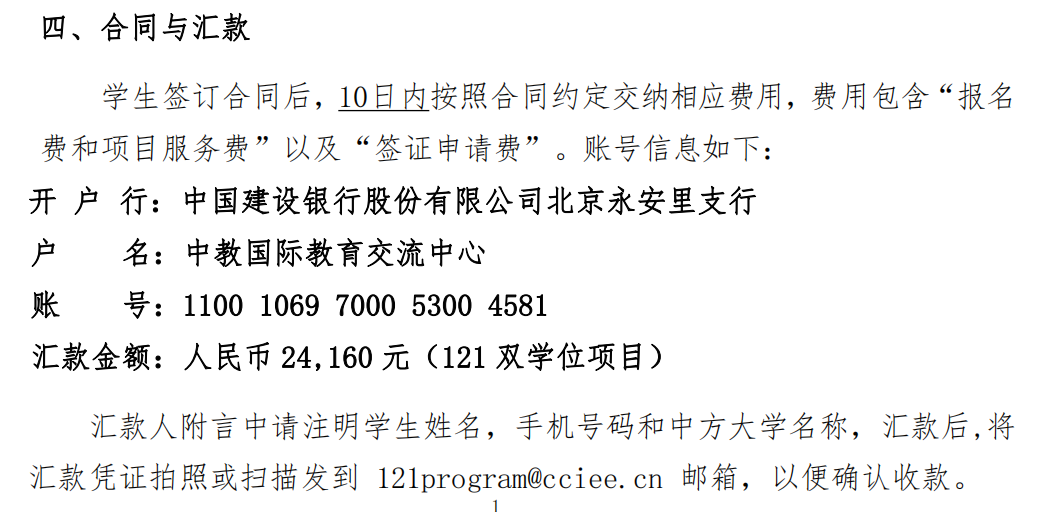 四、合同与汇款
学生签订合同后，10日内按照合同约定交纳相应费用，费用包含“报名
费和项目服务费”以及“签证申请费”。账号信息如下：
开 户 行：中国建设银行股份有限公司北京永安里支行
户 名：中教国际教育交流中心
账 号：1100 1069 7000 5300 4581
汇款金额：人民币 24,160 元（121 双学位项目）
汇款人附言中请注明学生姓名，手机号码和中方大学名称，汇款后,将
汇款凭证拍照或扫描发到 121program@cciee.cn 邮箱，以便确认收款。
1